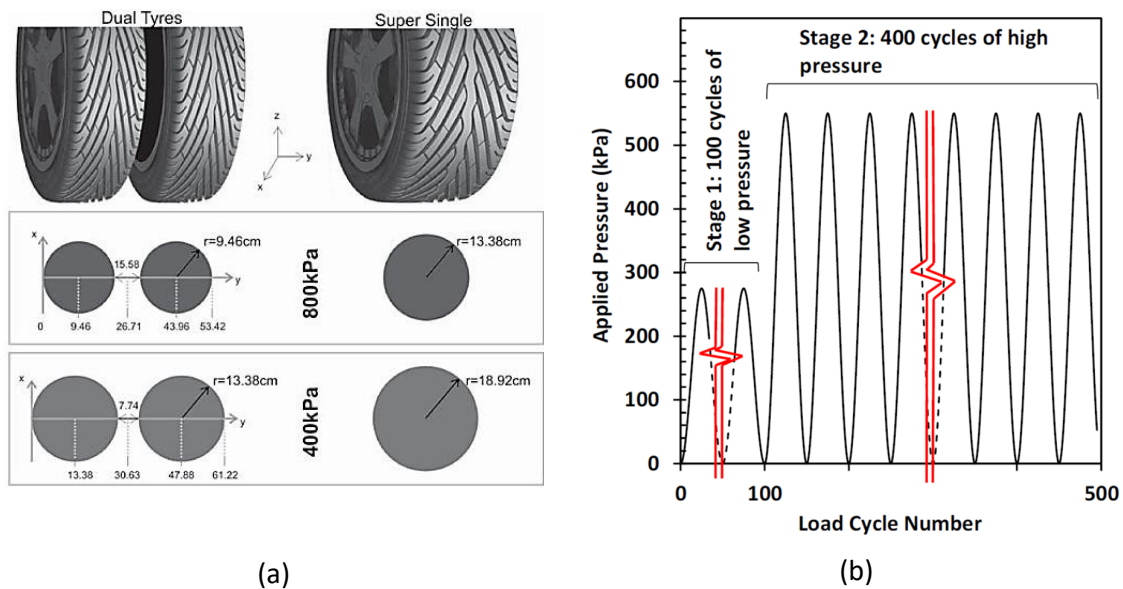 Dual Tyres
Super Single
z
y
x
x
r=9.46cm
15.58
y
0
9.46
26.71
43.96
53.42
800kPa
r=13.38cm
x
r=13.38cm
7.74
y
13.38
30.63
47.88
61.22
400kPa
r=18.92cm
(a)
Stage 2: 400 cycles of high
pressure
Stage 1: 100 cycles of
low pressure
Applied Pressure (kPa)
600
500
400
300
200
100
0
0
100
500
Load Cycle Number
(b)